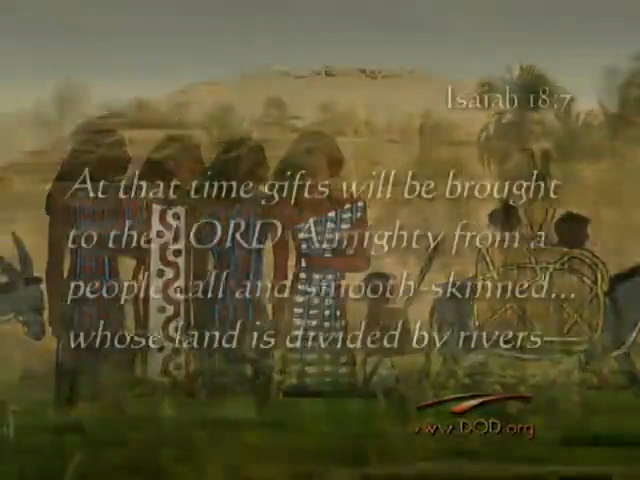 Isaiah 18:7
At that time gifts will be brought
to the LORD Almighty from a
people tall and smooth-skinned...
whose land is divided by rivers—
www.DOD.org